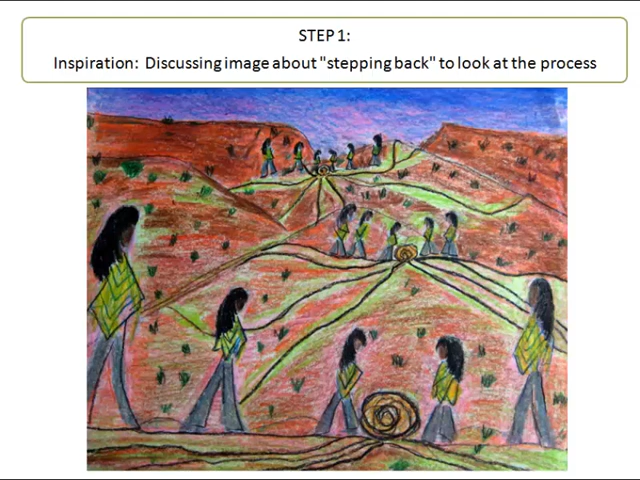 STEP 1:
Inspiration: Discussing image about "stepping back" to look at the process